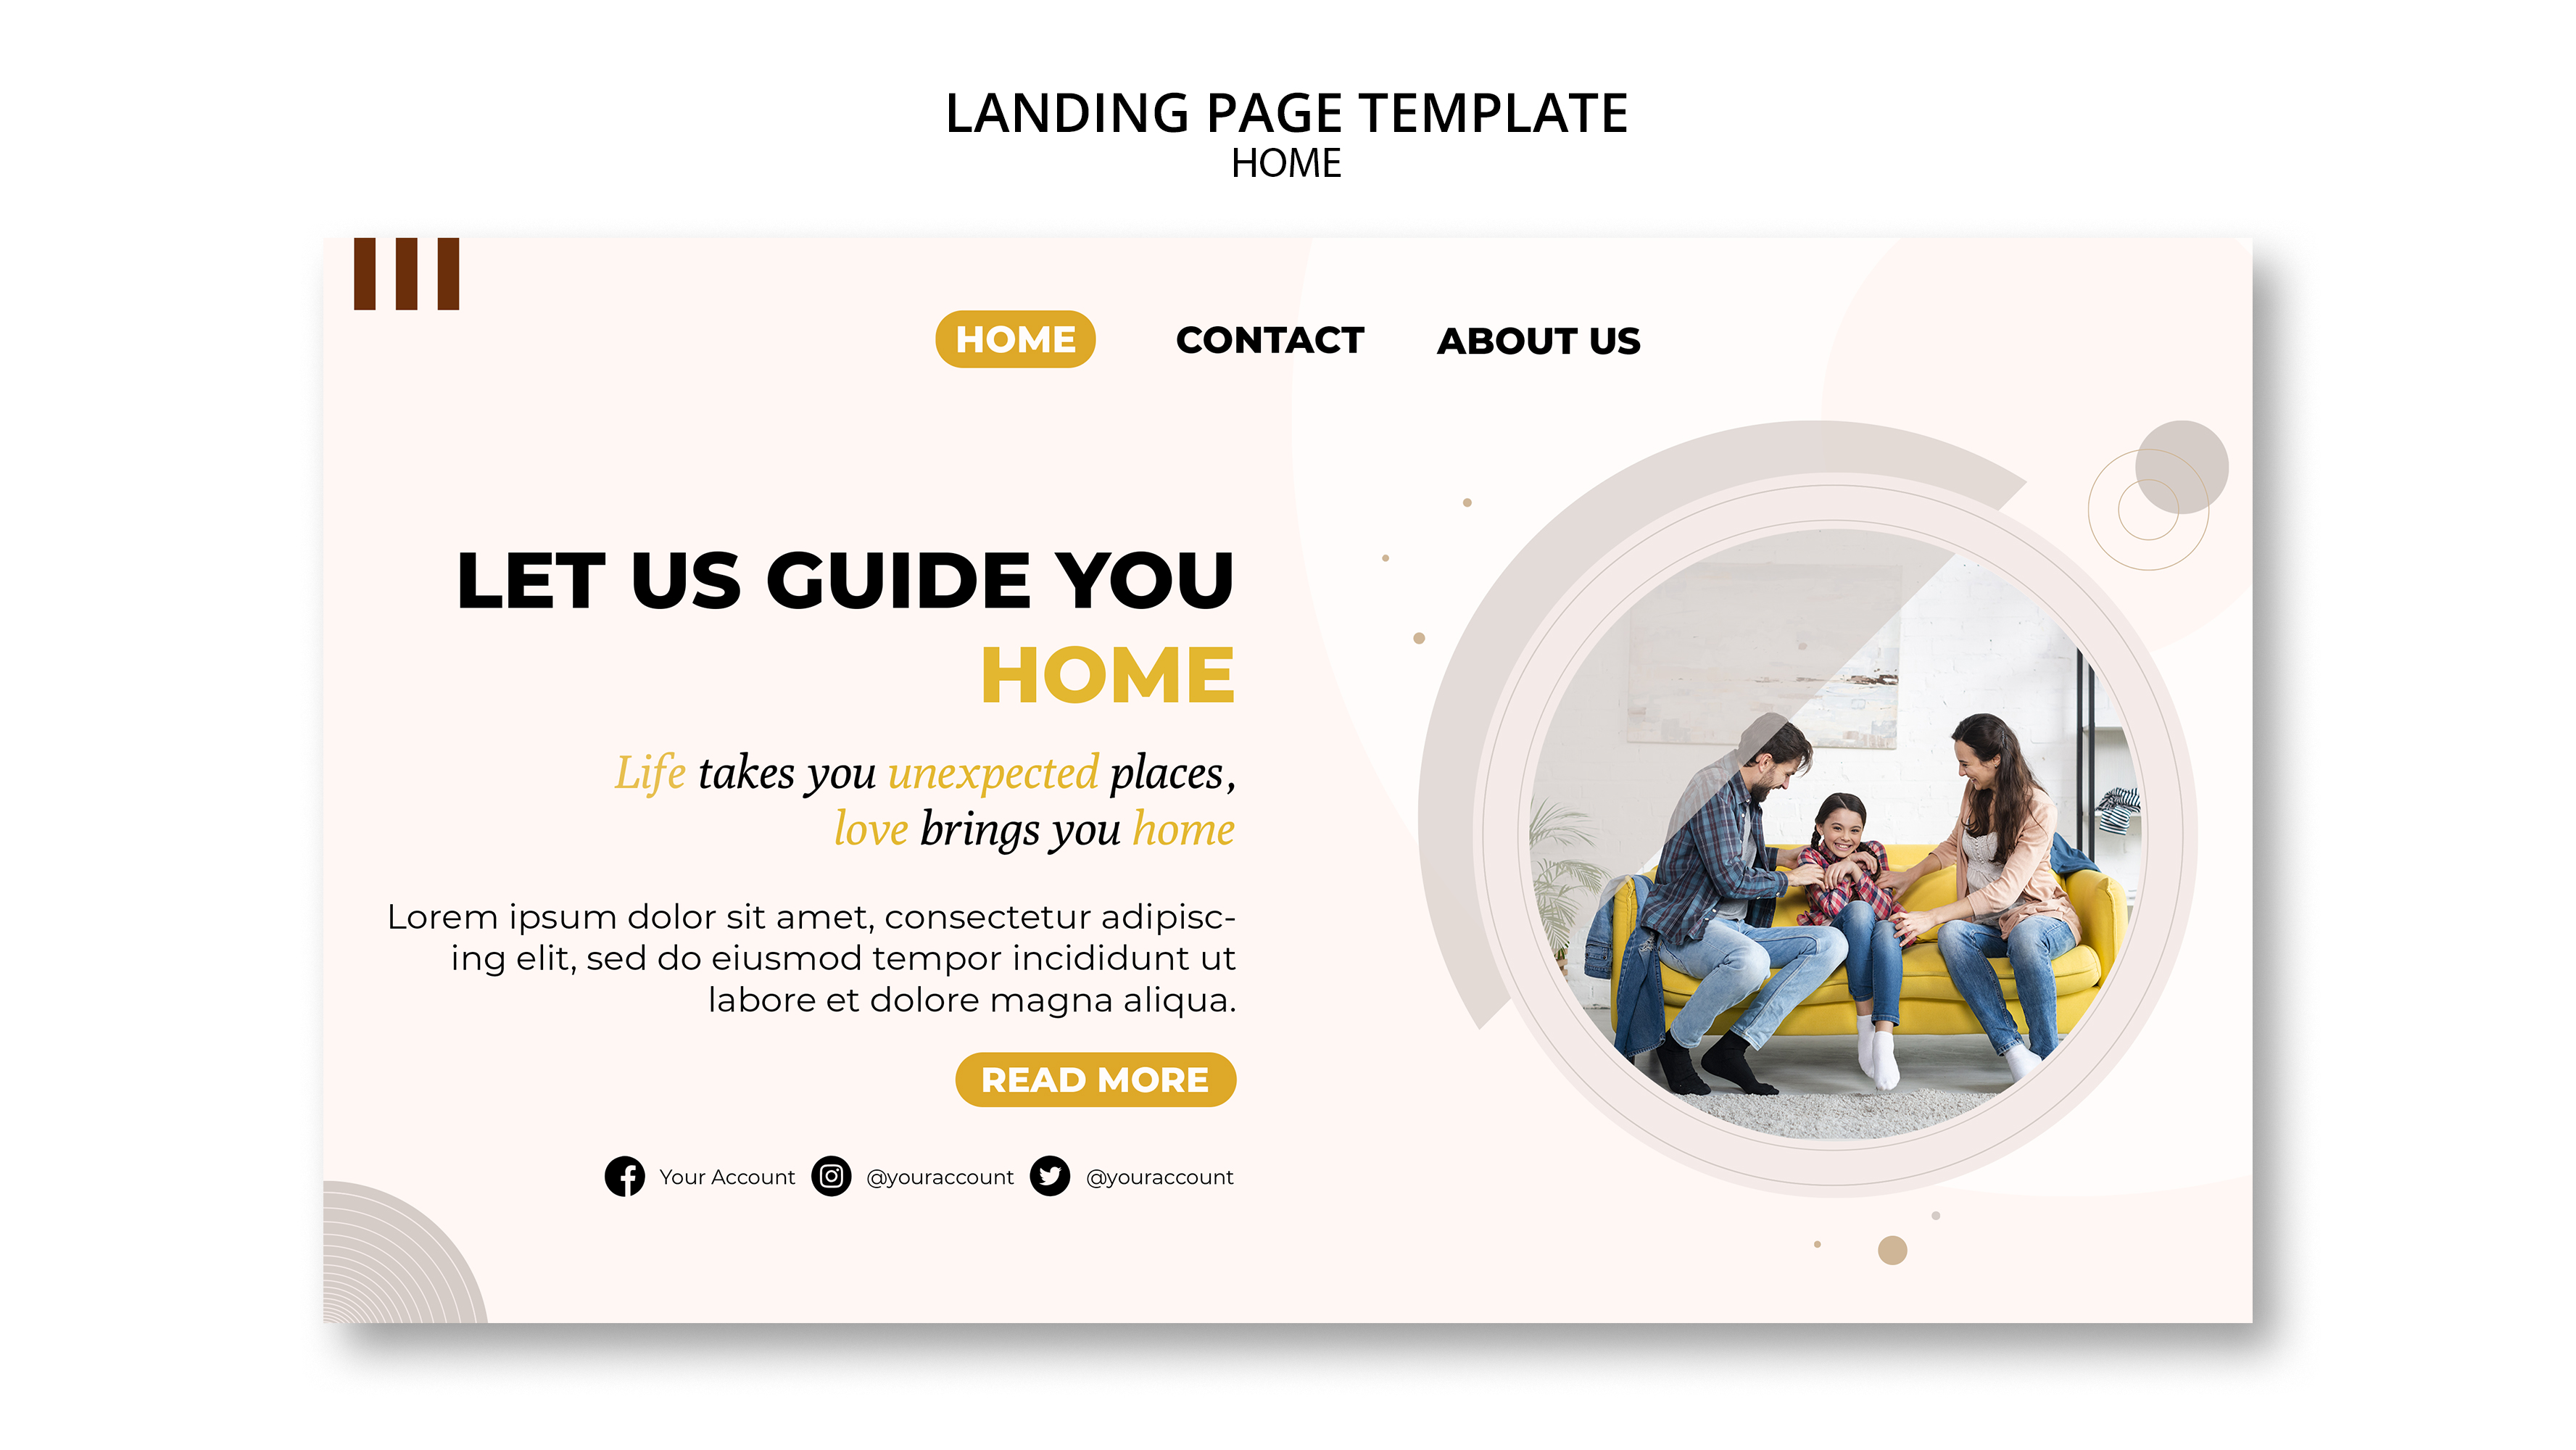 LANDING PAGE TEMPLATE
HOME
HOME CONTACT ABOUT US
LET US GUIDE YOU
HOME
Life takes you unexpected places,
love brings you home
Lorem ipsum dolor sit amet, consectetur adipisc-
ing elit, sed do eiusmod tempor incididunt ut
labore et dolore magna aliqua.
READ MORE
Your Account @youraccount @youraccount